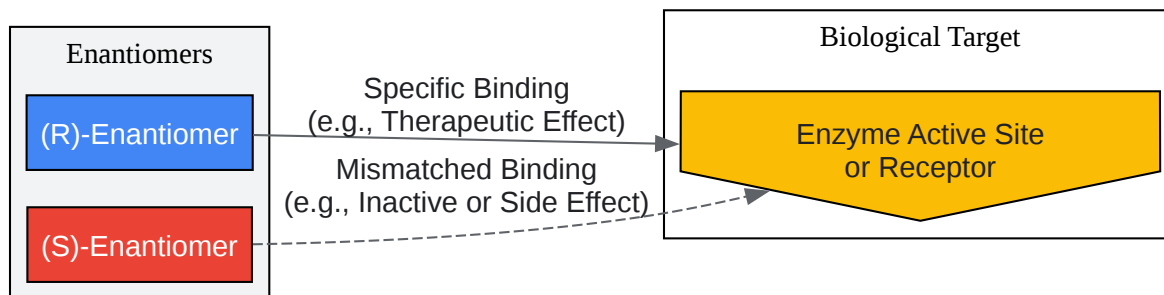 Enantiomers
(R)-Enantiomer
(S)-Enantiomer
Specific Binding
(e.g., Therapeutic Effect)
Mismatched Binding
(e.g., Inactive or Side Effect)
Biological Target
Enzyme Active Site
or Receptor